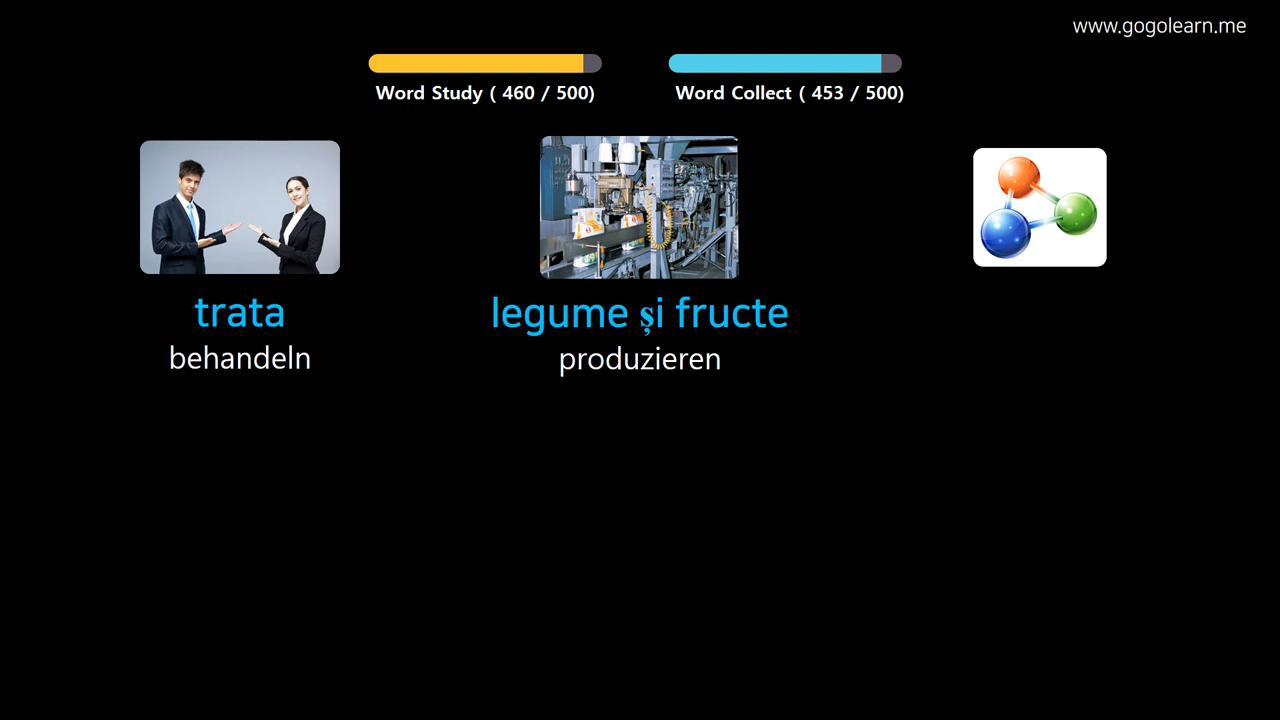 www.gogolearn.me
Word Study ( 460 / 500)
Word Collect ( 453 / 500)
trata
behandeln
legume și fructe
produzieren